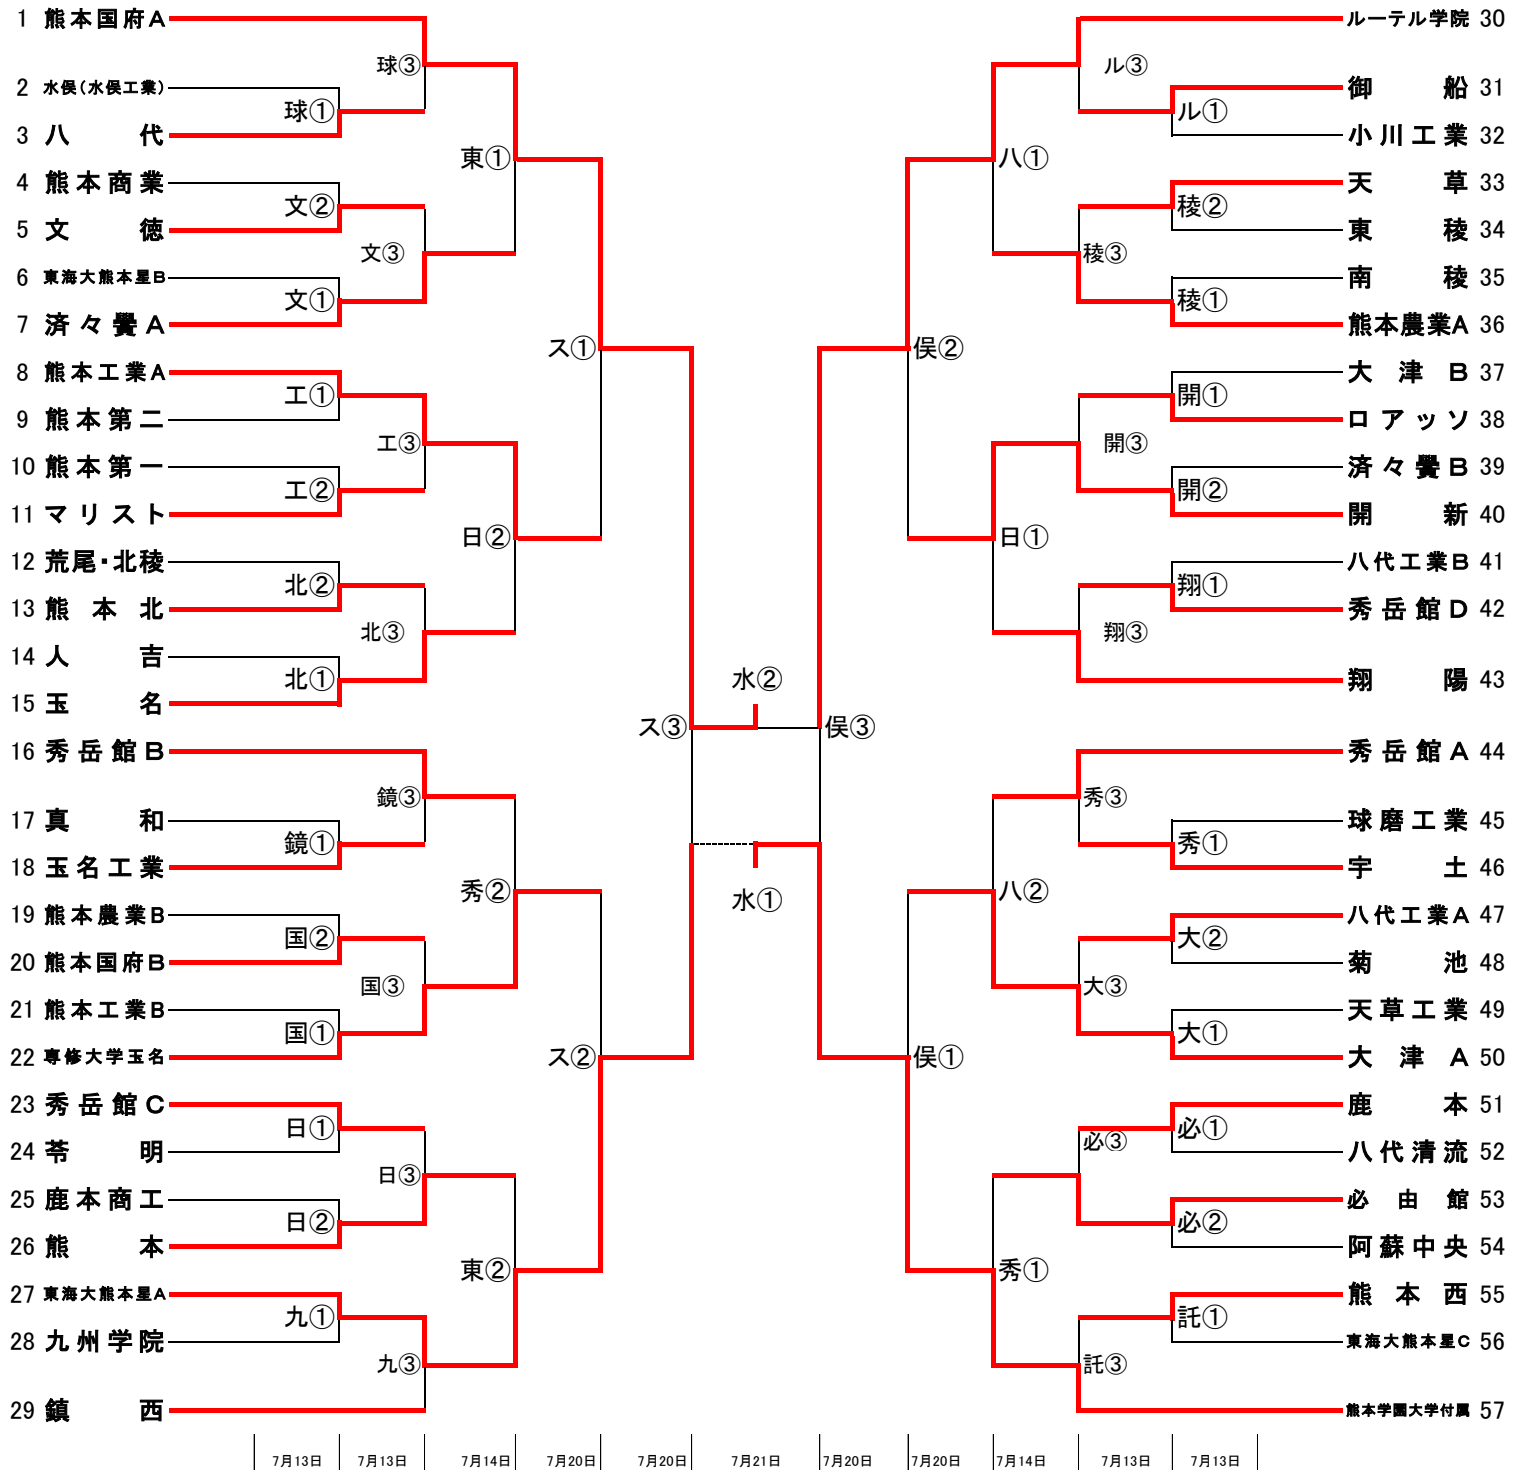 1 熊本国府A
2 水俣(水俣工業)
3 八代
4 熊本商業
5 文徳
6 東海大熊本星B
7 済々黌A
8 熊本工業A
9 熊本第二
10 熊本第一
11 マリスト
12 荒尾・北稜
13 熊本北
14 人吉
15 玉名
16 秀岳館B
17 真和
18 玉名工業
19 熊本農業B
20 熊本国府B
21 熊本工業B
22 専修大学玉名
23 秀岳館C
24 苓明
25 鹿本商工
26 熊本
27 東海大熊本星A
28 九州学院
29 鎮西
球①
文②
文①
工①
工②
北②
北①
鏡①
国②
国①
日①
日②
九①
球③
文③
工③
北③
鏡③
国③
日③
九③
東①
日②
秀②
東②
ス①
ス②
ス③
水②
水①
俣③
俣②
俣①
八①
日①
八②
秀①
ル③
稜③
開③
翔③
秀③
大③
必③
託③
ル①
稜②
稜①
開①
開②
翔①
秀①
大②
大①
必①
必②
託①
ルーテル学院 30
御船 31
小川工業 32
天草 33
東稜 34
南稜 35
熊本農業A 36
大津B 37
ロアッソ 38
済々黌B 39
開新 40
八代工業B 41
秀岳館D 42
翔陽 43
秀岳館A 44
球磨工業 45
宇土 46
八代工業A 47
菊池 48
天草工業 49
大津A 50
鹿本 51
八代清流 52
必由館 53
阿蘇中央 54
熊本西 55
東海大熊本星C 56
熊本学園大学付属 57
7月13日 7月13日 7月14日 7月20日 7月20日 7月21日 7月20日 7月20日 7月14日 7月13日 7月13日